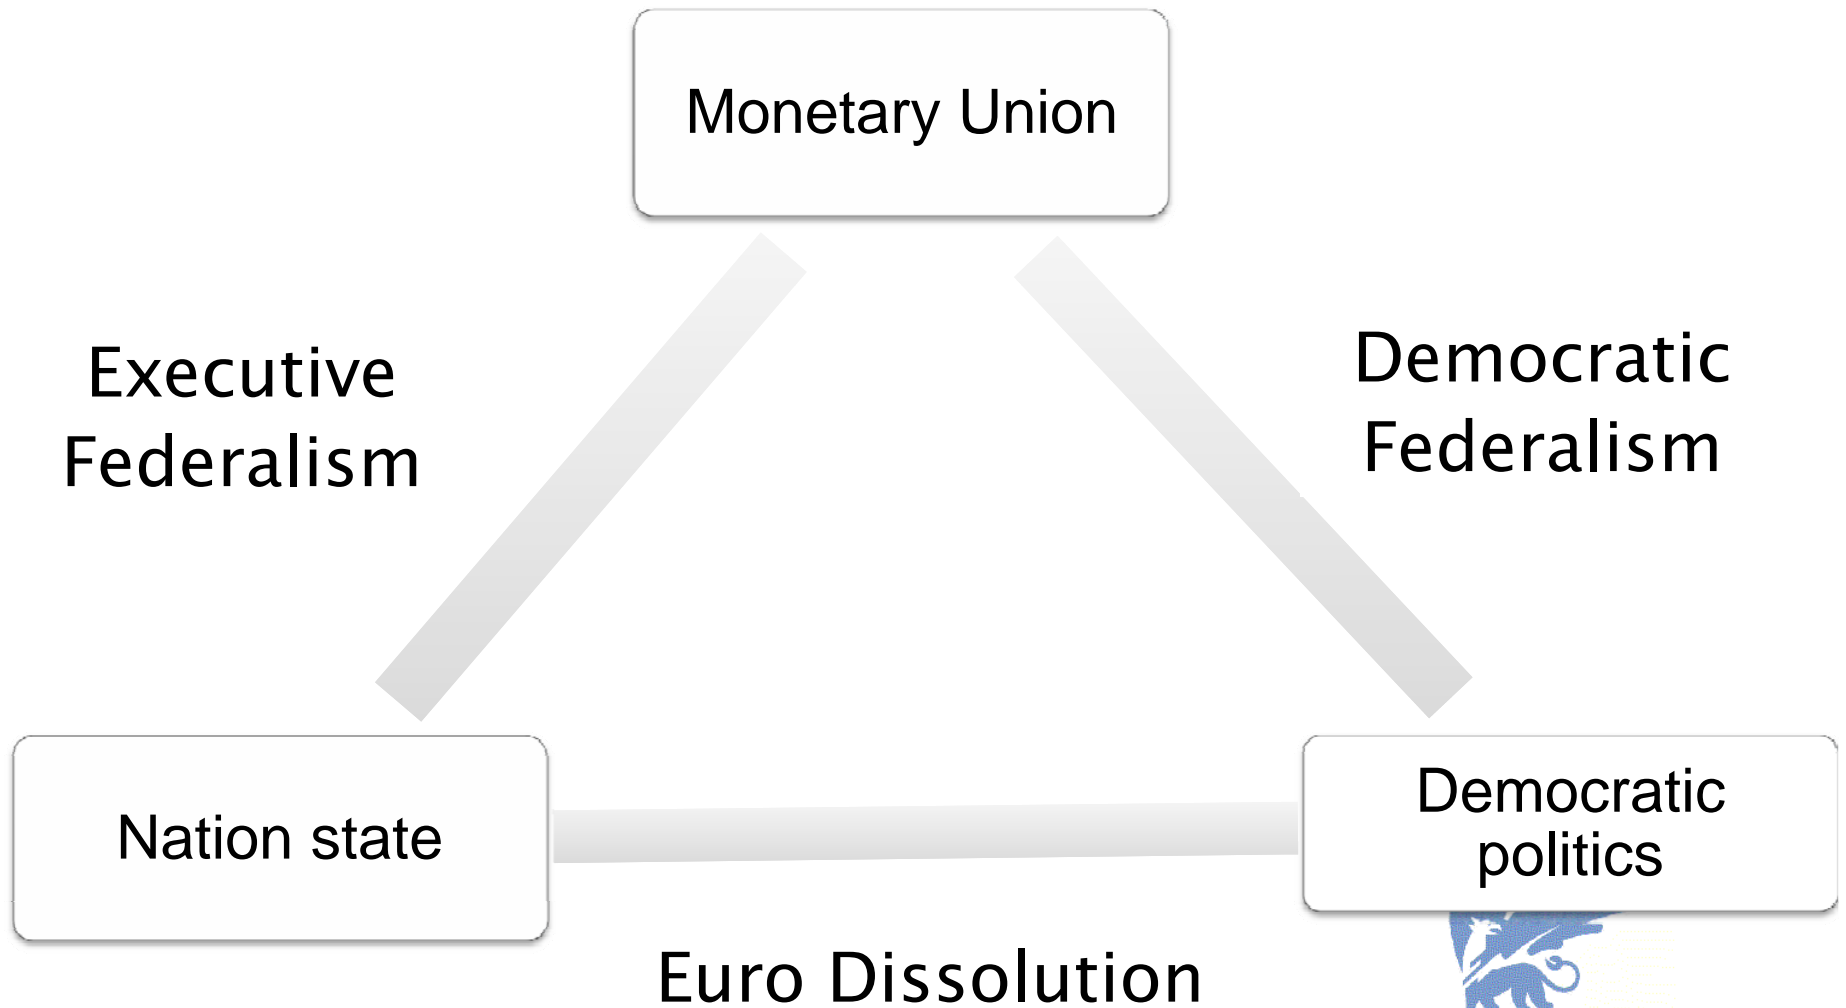 Monetary Union
Executive
Federalism
Democratic
Federalism
Nation state
Democratic
politics
Euro Dissolution